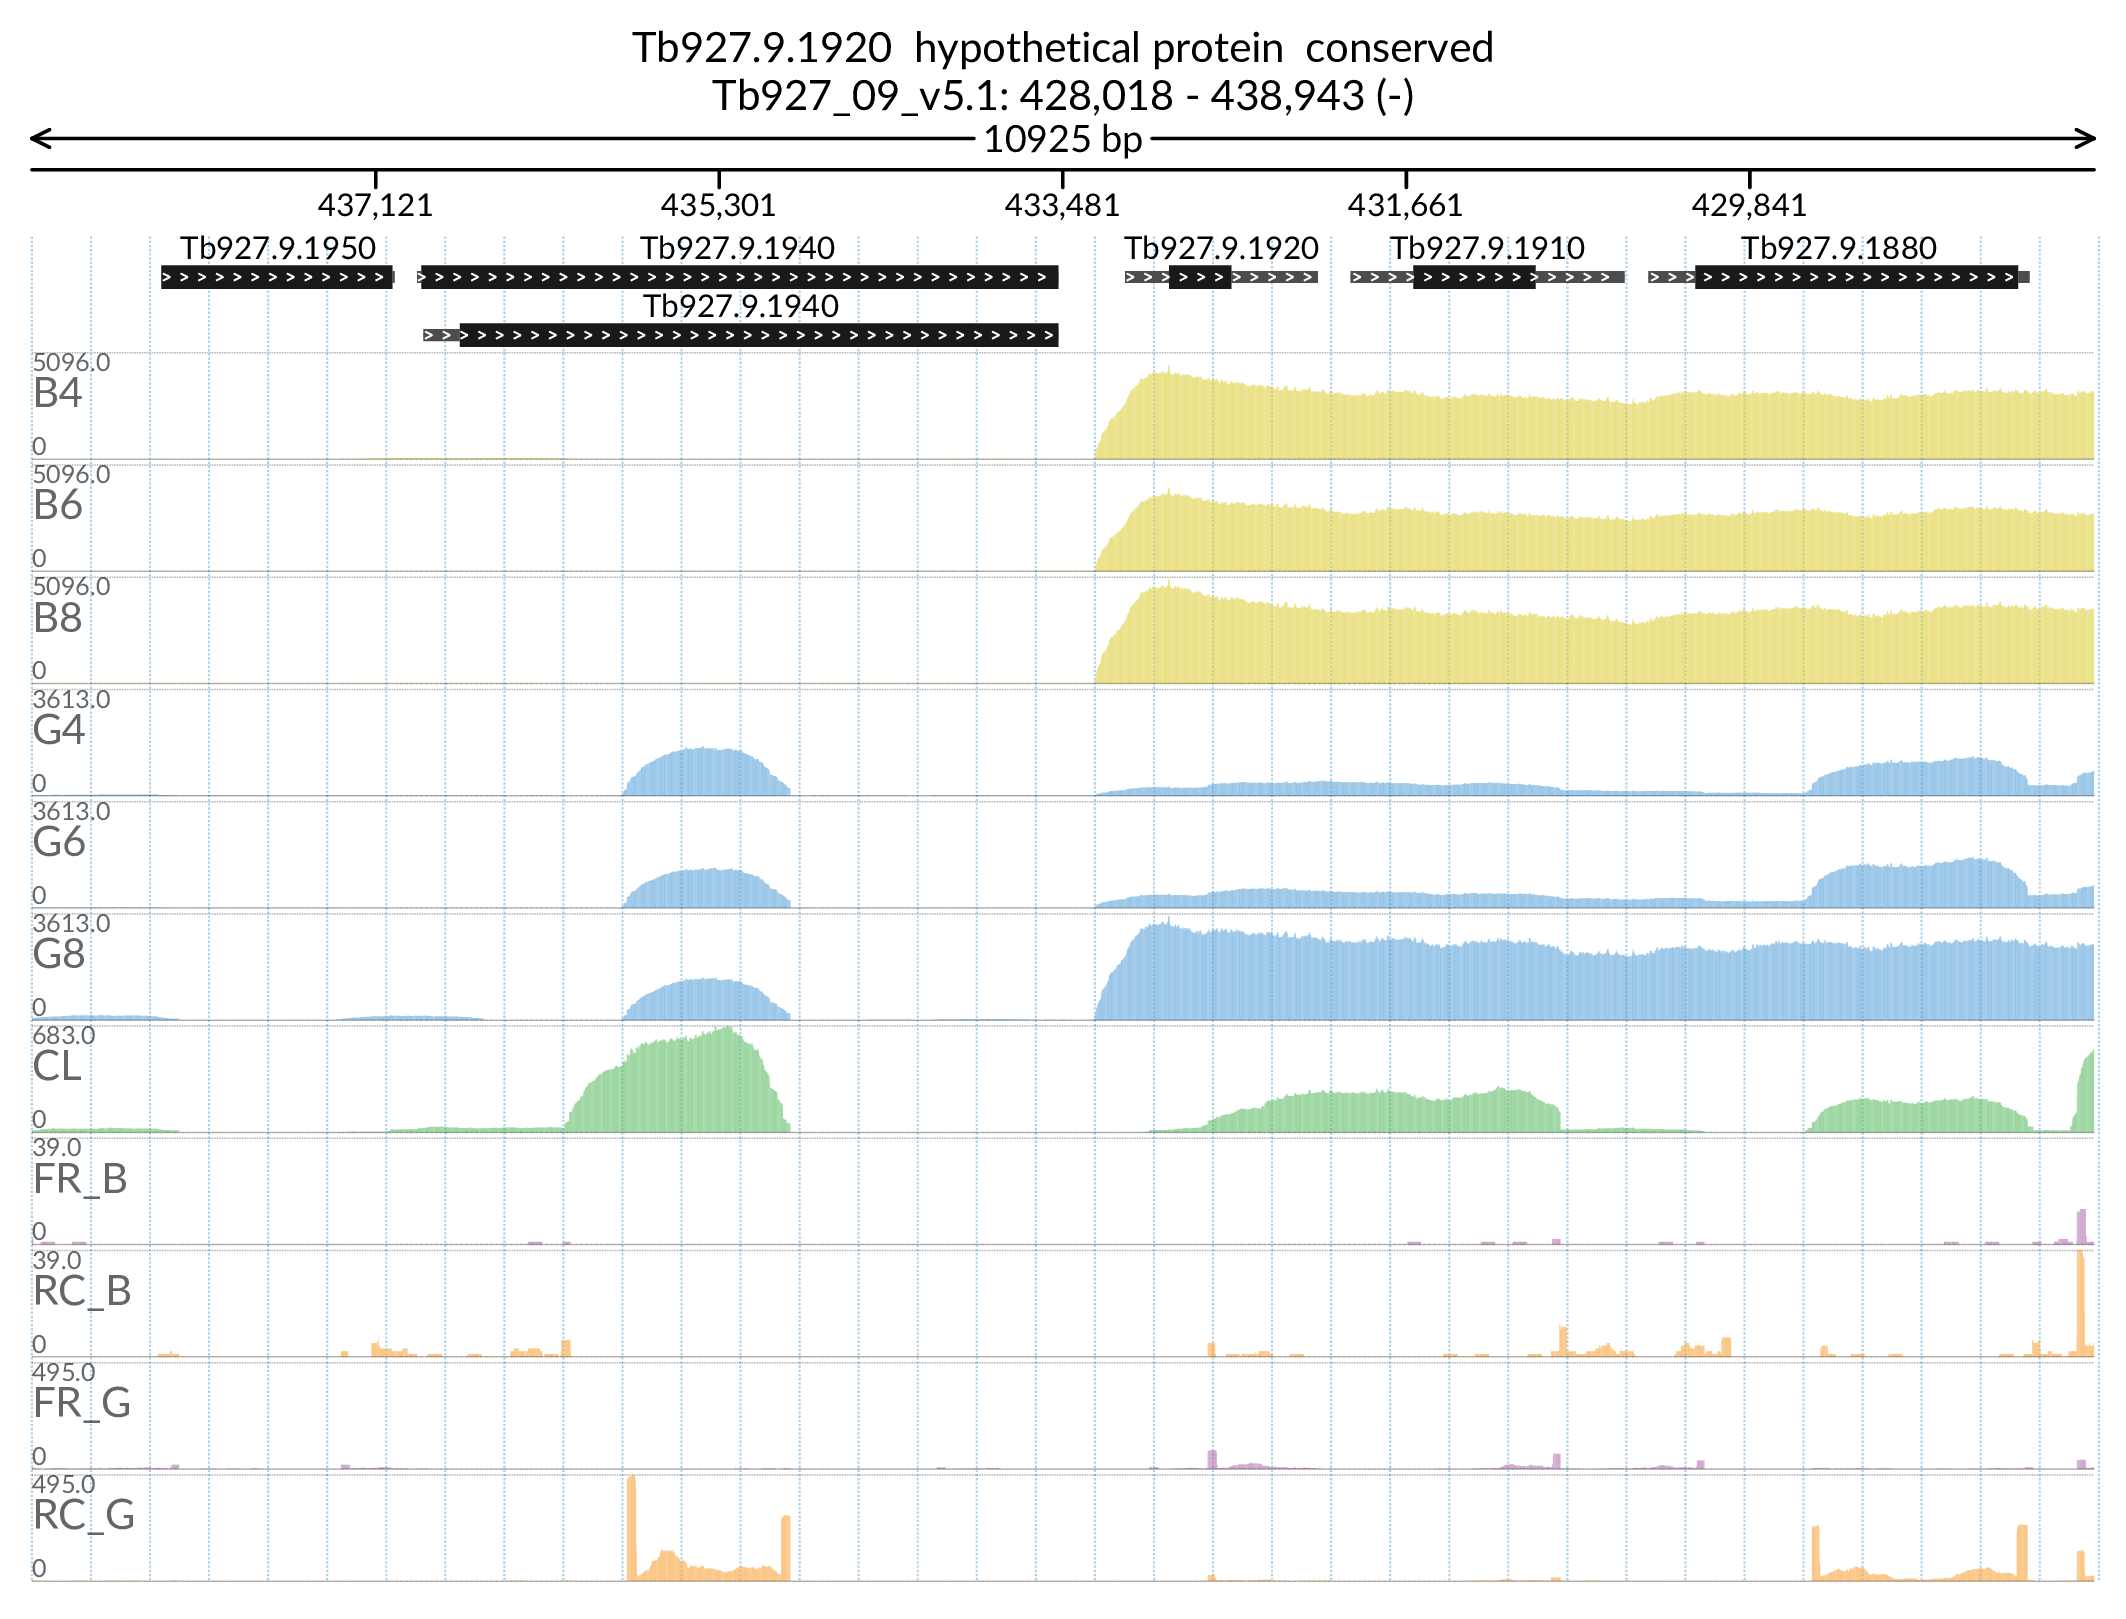 Tb927.9.1920  hypothetical protein  conserved
Tb927_09_v5.1: 428,018 - 438,943 (-)
10925 bp
437,121 435,301 433,481 431,661 429,841
Tb927.9.1950 Tb927.9.1940 Tb927.9.1920 Tb927.9.1910 Tb927.9.1880
Tb927.9.1940
5096.0
B4
0
5096.0
B6
0
5096.0
B8
0
3613.0
G4
0
3613.0
G6
0
3613.0
G8
0
683.0
CL
0
39.0
FR_B
0
39.0
RC_B
0
495.0
FR_G
0
495.0
RC_G
0